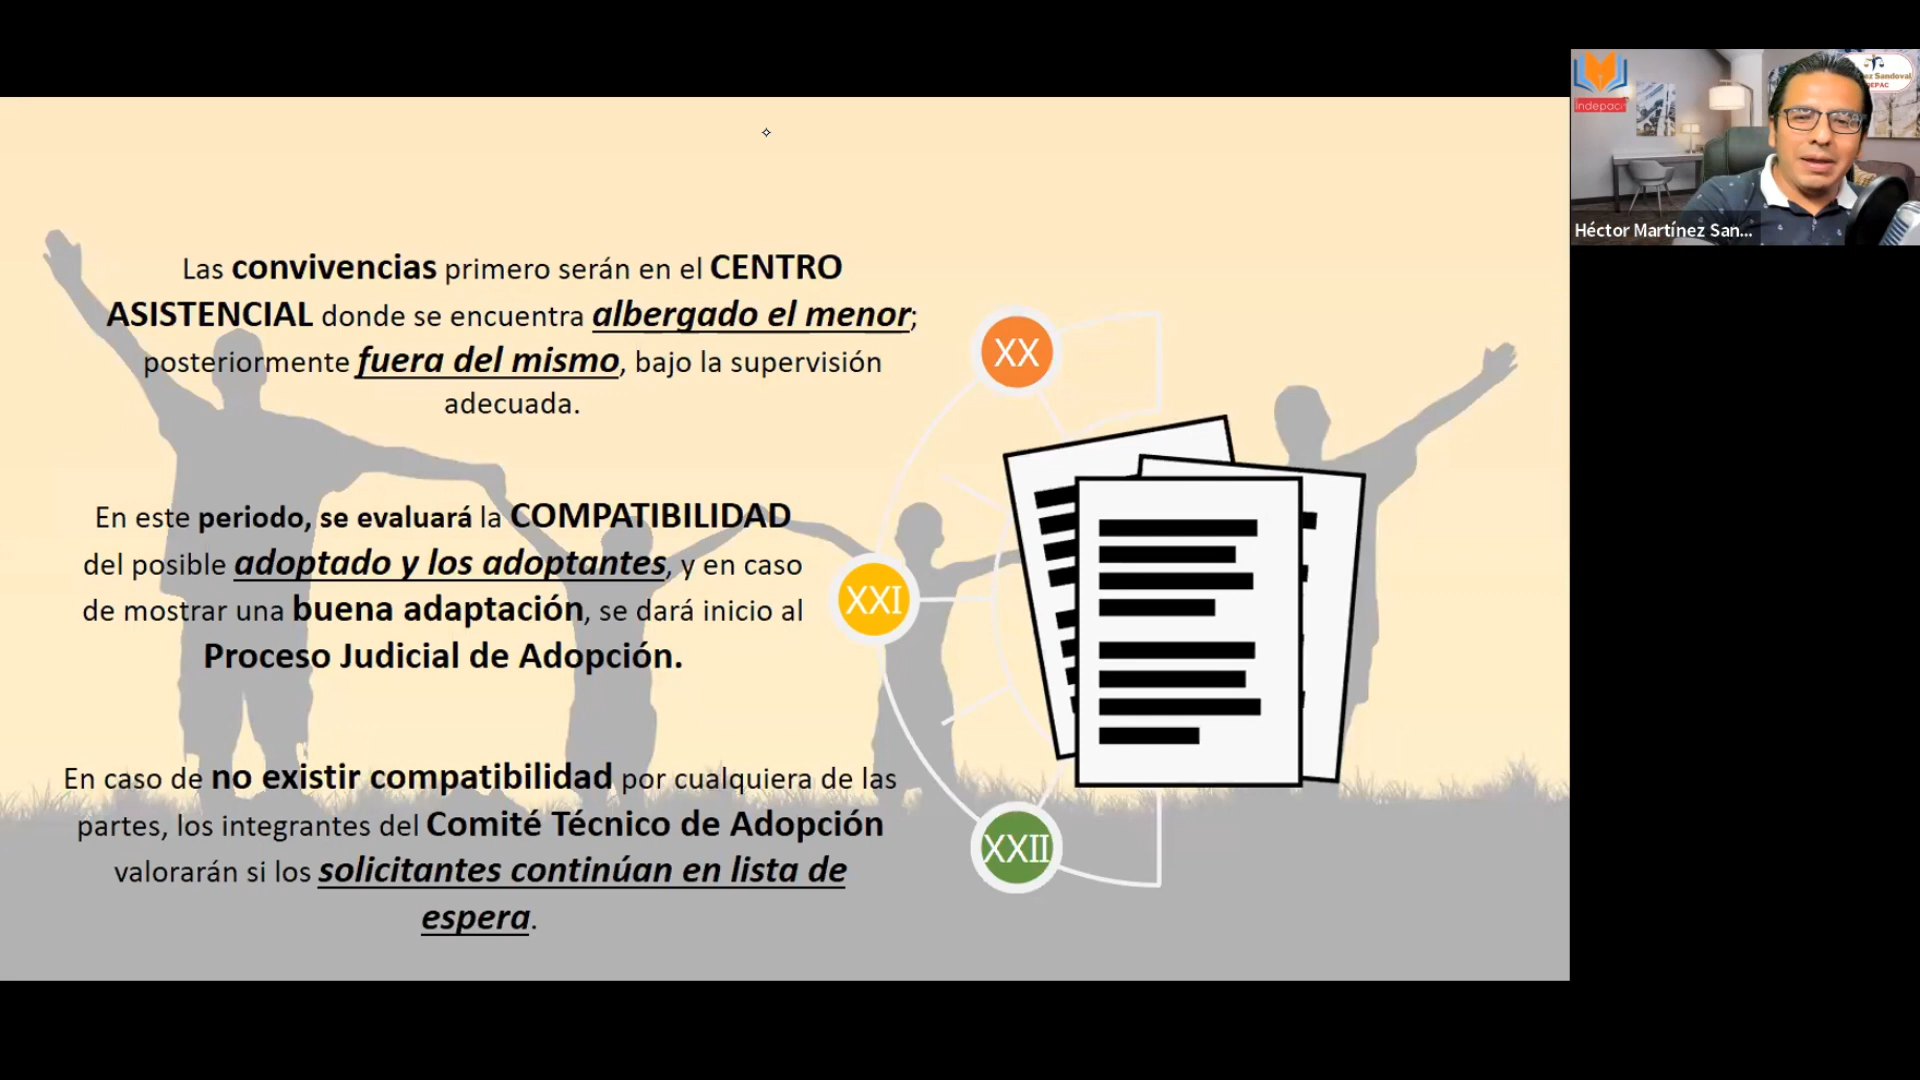 Las convivencias primero serán en el CENTRO
ASISTENCIAL donde se encuentra albergado el menor;
posteriormente fuera del mismo, bajo la supervisión
adecuada.
XX
En este periodo, se evaluará la COMPATIBILIDAD
del posible adoptado y los adoptantes, y en caso
de mostrar una buena adaptación, se dará inicio al
Proceso Judicial de Adopción.
XXI
En caso de no existir compatibilidad por cualquiera de las
partes, los integrantes del Comité Técnico de Adopción
valorarán si los solicitantes continúan en lista de
espera.
XXII
Indepac
Sandoval
Héctor Martínez San...